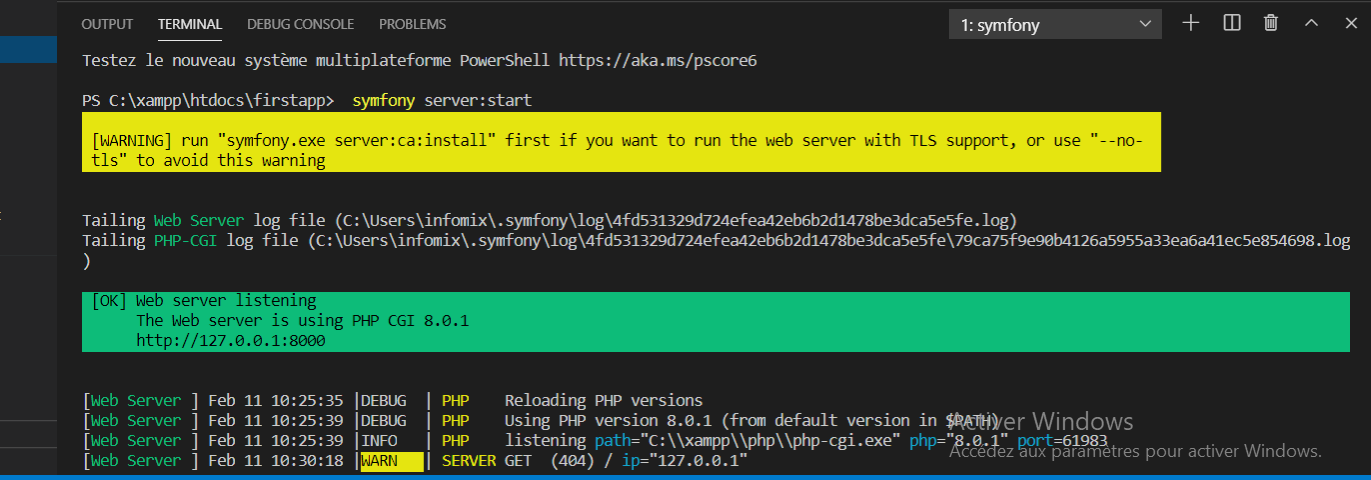 OUTPUT TERMINAL DEBUG CONSOLE PROBLEMS 1: symfony
Testez le nouveau système multiplateforme PowerShell https://aka.ms/pscore6
PS C:\xampp\htdocs\firstapp> symfony server:start
[WARNING] run "symfony.exe server:ca:install" first if you want to run the web server with TLS support, or use "--no-
tls" to avoid this warning
Tailing Web Server log file (C:\Users\infomix\.symfony\log\4fd531329d724efea42eb6b2d1478be3dca5e5fe.log)
Tailing PHP-CGI log file (C:\Users\infomix\.symfony\log\4fd531329d724efea42eb6b2d1478be3dca5e5fe\79ca75f9e90b4126a5955a33ea6a41ec5e854698.log
)
[OK] Web server listening
The Web server is using PHP CGI 8.0.1
http://127.0.0.1:8000
[Web Server ] Feb 11 10:25:35 |DEBUG | PHP Reloading PHP versions
[Web Server ] Feb 11 10:25:39 |DEBUG | PHP Using PHP version 8.0.1 (from default version in $PATH)
[Web Server ] Feb 11 10:25:39 |INFO | PHP listening path="C:\\xampp\\php\\php-cgi.exe" php="8.0.1" port=61983
[Web Server ] Feb 11 10:30:18 |WARN | SERVER GET (404) / ip="127.0.0.1"
Activer Windows
Accédez aux paramètres pour activer Windows.